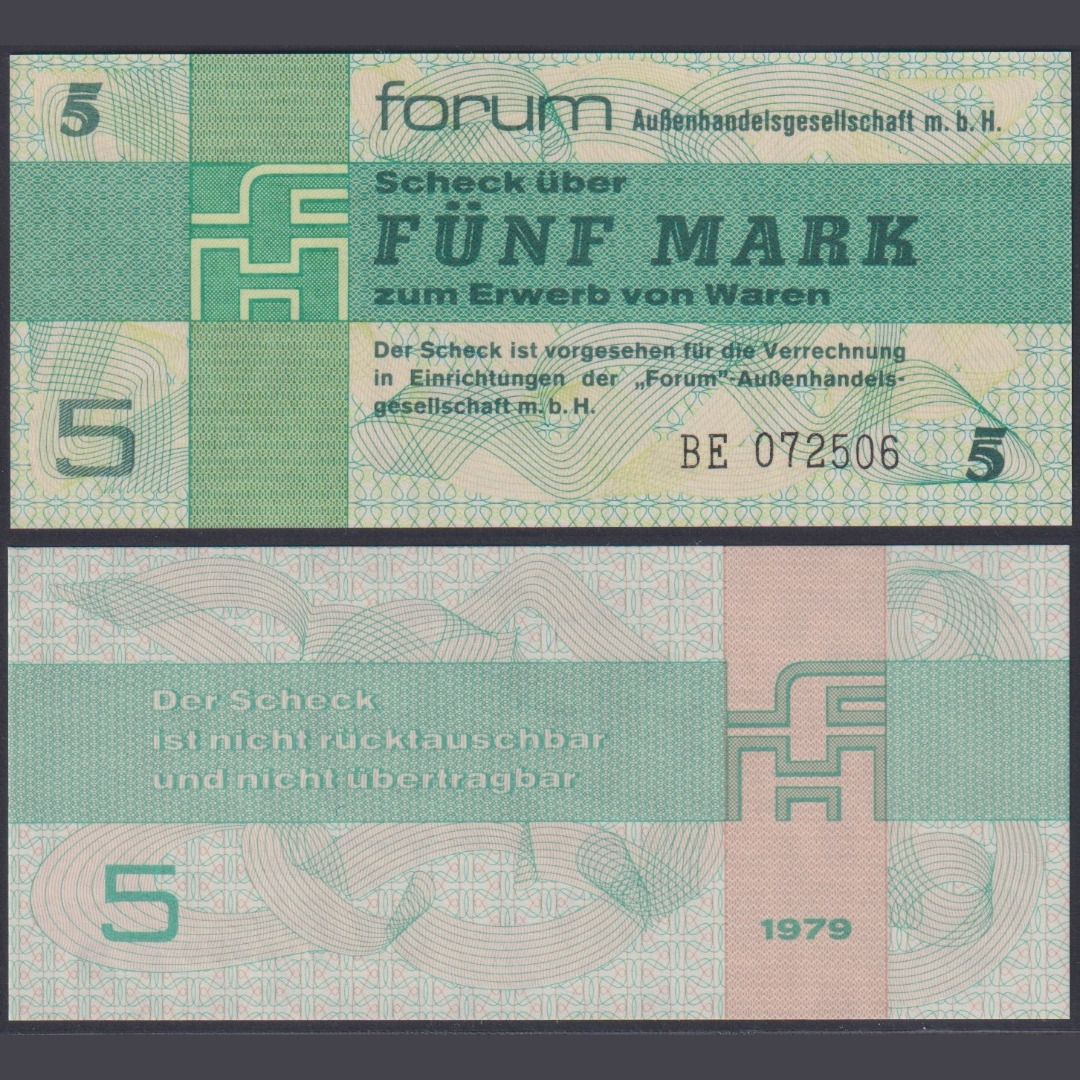 5
forum Außenhandelsgesellschaft m. b. H.
Scheck über
FÜNF MARK
zum Erwerb von Waren
Der Scheck ist vorgesehen für die Verrechnung
in Einrichtungen der „Forum”-Außenhandels-
gesellschaft m. b. H.
5
BE 072506
5
Der Scheck
ist nicht rücktauschbar
und nicht übertragbar
5
1979